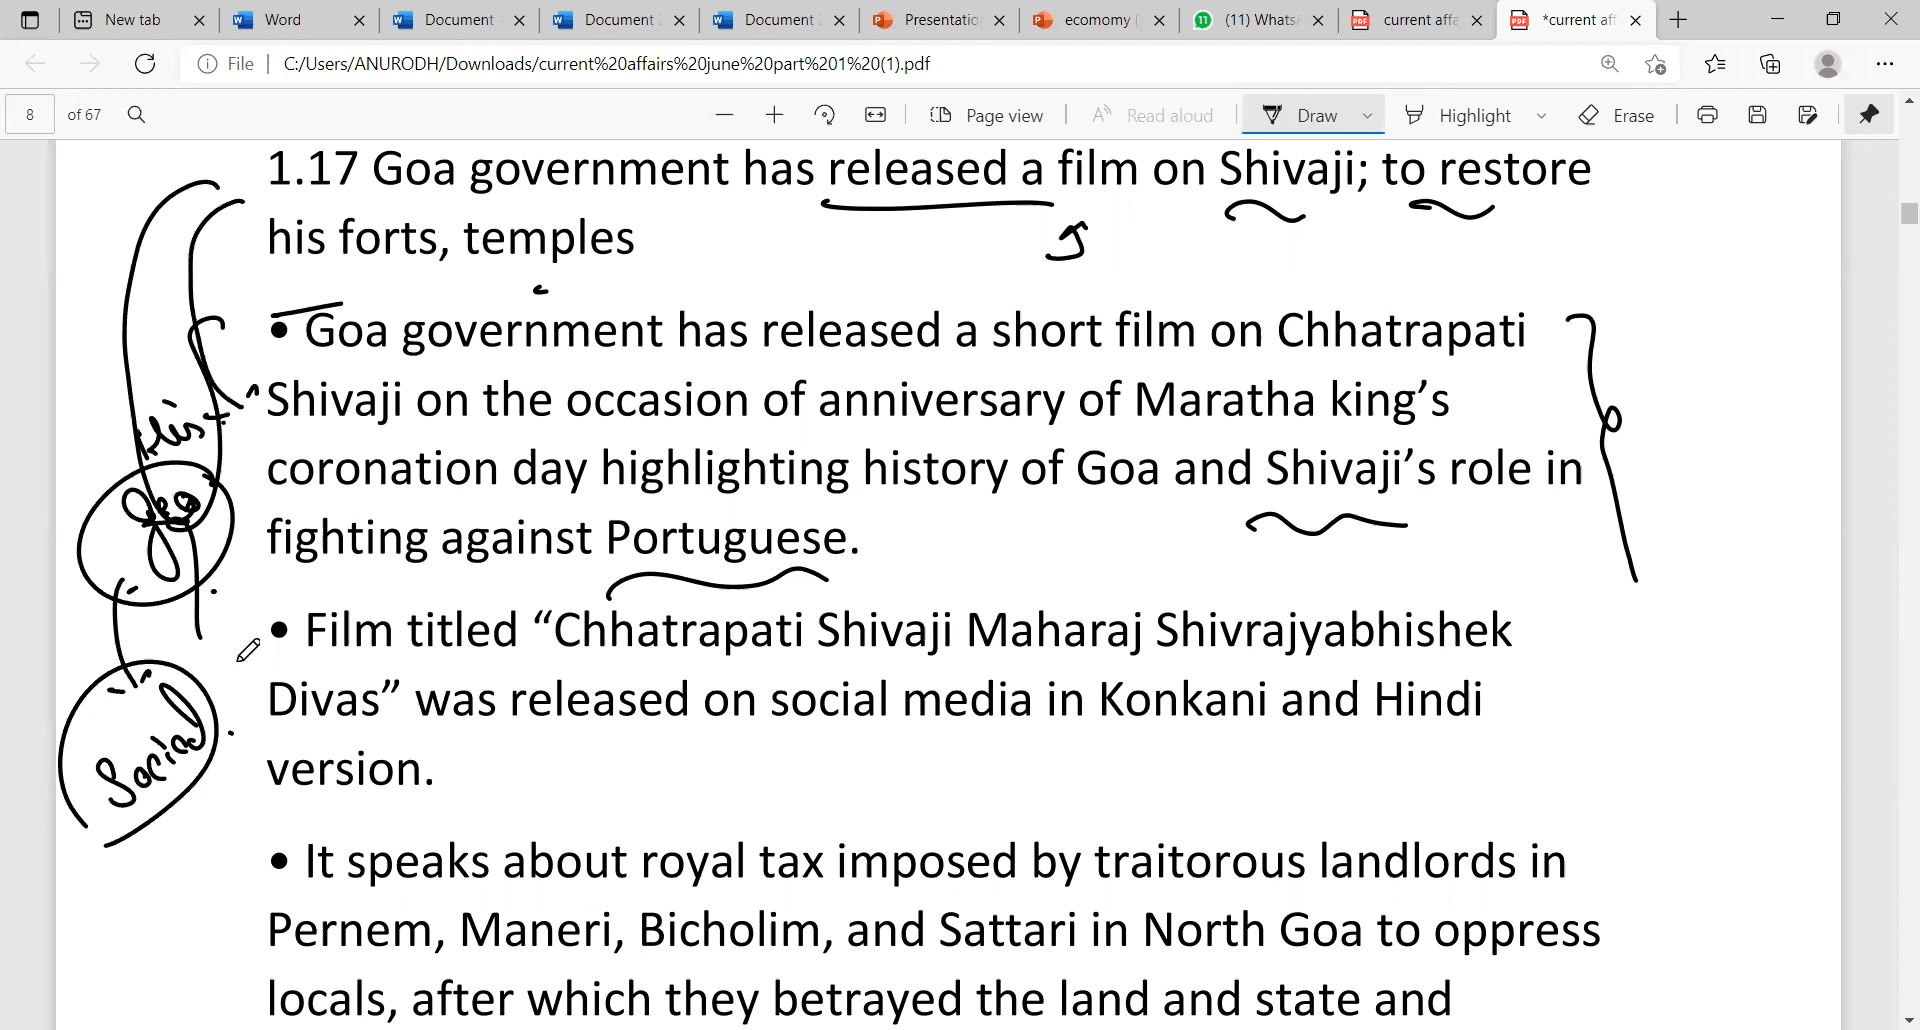 New tab
Word
Document
Document 2
Document 2
Presentatio
ecomomy (
(11) Whats
current affa
*current aff
File
C:/Users/ANURODH/Downloads/current%20affairs%20june%20part%201%20(1).pdf
8 of 67
Page view
Read aloud
Draw
Highlight
Erase
1.17 Goa government has released a film on Shivaji; to restore
his forts, temples
• Goa government has released a short film on Chhatrapati
Shivaji on the occasion of anniversary of Maratha king’s
coronation day highlighting history of Goa and Shivaji’s role in
fighting against Portuguese.
• Film titled “Chhatrapati Shivaji Maharaj Shivrajyabhishek
Divas” was released on social media in Konkani and Hindi
version.
• It speaks about royal tax imposed by traitorous landlords in
Pernem, Maneri, Bicholim, and Sattari in North Goa to oppress
locals, after which they betrayed the land and state and
Hist
Geo
Social